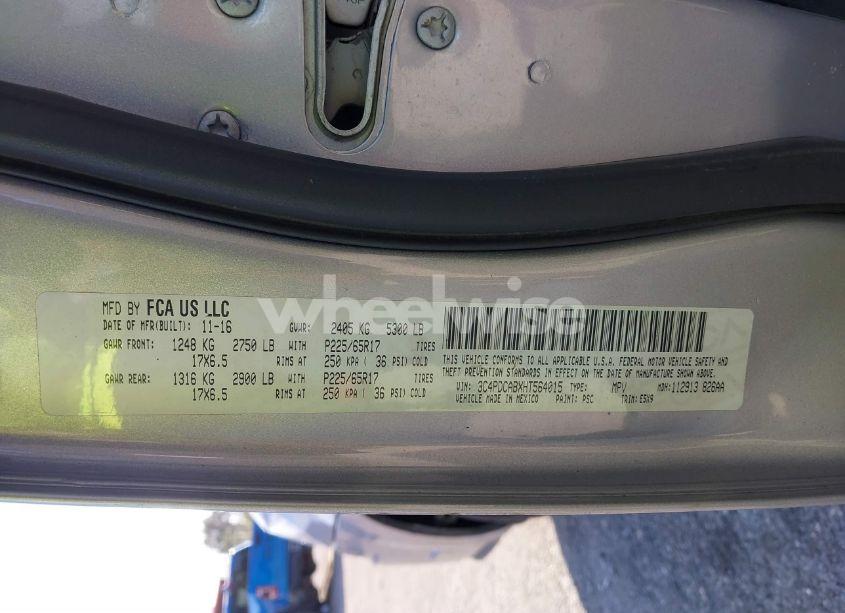 MFD BY FCA US LLC
DATE OF MFR(BUILT): 11-16 GVWR: 2405 KG 5300 LB
GAWR FRONT: 1248 KG 2750 LB WITH P225/65R17 TIRES
17X6.5 RIMS AT 250 KPA ( 36 PSI) COLD
GAWR REAR: 1316 KG 2900 LB WITH P225/65R17 TIRES
17X6.5 RIMS AT 250 KPA ( 36 PSI) COLD
THIS VEHICLE CONFORMS TO ALL APPLICABLE U.S.A. FEDERAL MOTOR VEHICLE SAFETY AND
THEFT PREVENTION STANDARDS IN EFFECT ON THE DATE OF MANUFACTURE SHOWN ABOVE.
VIN: 3C4PDCABXHT564015 TYPE: MPV MDH: 112913 826AA
VEHICLE MADE IN MEXICO PAINT: PSC TRIM: E5X9
wheelwise